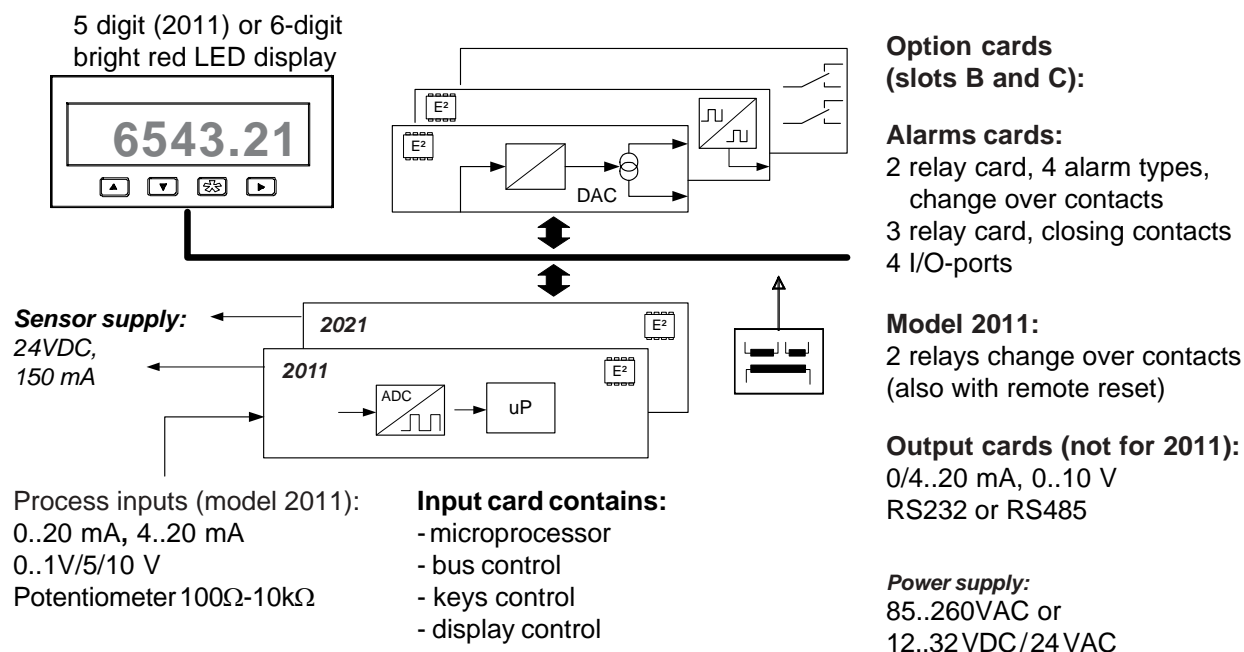 5 digit (2011) or 6-digit
bright red LED display
6543.21
E²
E²
DAC
Option cards
(slots B and C):
Alarms cards:
2 relay card, 4 alarm types,
change over contacts
3 relay card, closing contacts
4 I/O-ports
Model 2011:
2 relays change over contacts
(also with remote reset)
Output cards (not for 2011):
0/4..20 mA, 0..10 V
RS232 or RS485
Power supply:
85..260VAC or
12..32VDC/24VAC
Sensor supply:
24VDC,
150 mA
2021
E²
2011
E²
ADC
uP
Process inputs (model 2011):
0..20 mA, 4..20 mA
0..1V/5/10 V
Potentiometer 100Ω-10kΩ
Input card contains:
- microprocessor
- bus control
- keys control
- display control